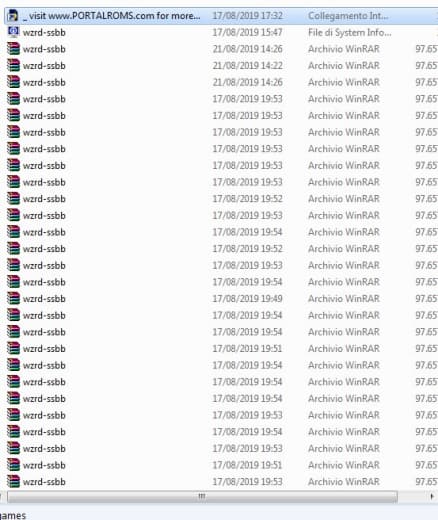 _ visit www.PORTALROMS.com for more... 17/08/2019 17:32 Collegamento Int...
wzrd-ssbb 17/08/2019 15:47 File di System Info...
wzrd-ssbb 21/08/2019 14:26 Archivio WinRAR 97.65
wzrd-ssbb 21/08/2019 14:22 Archivio WinRAR 97.65
wzrd-ssbb 21/08/2019 14:26 Archivio WinRAR 97.65
wzrd-ssbb 17/08/2019 19:53 Archivio WinRAR 97.65
wzrd-ssbb 17/08/2019 19:53 Archivio WinRAR 97.65
wzrd-ssbb 17/08/2019 19:53 Archivio WinRAR 97.65
wzrd-ssbb 17/08/2019 19:53 Archivio WinRAR 97.65
wzrd-ssbb 17/08/2019 19:53 Archivio WinRAR 97.65
wzrd-ssbb 17/08/2019 19:53 Archivio WinRAR 97.65
wzrd-ssbb 17/08/2019 19:52 Archivio WinRAR 97.65
wzrd-ssbb 17/08/2019 19:53 Archivio WinRAR 97.65
wzrd-ssbb 17/08/2019 19:54 Archivio WinRAR 97.65
wzrd-ssbb 17/08/2019 19:52 Archivio WinRAR 97.65
wzrd-ssbb 17/08/2019 19:53 Archivio WinRAR 97.65
wzrd-ssbb 17/08/2019 19:54 Archivio WinRAR 97.65
wzrd-ssbb 17/08/2019 19:49 Archivio WinRAR 97.65
wzrd-ssbb 17/08/2019 19:54 Archivio WinRAR 97.65
wzrd-ssbb 17/08/2019 19:54 Archivio WinRAR 97.65
wzrd-ssbb 17/08/2019 19:51 Archivio WinRAR 97.65
wzrd-ssbb 17/08/2019 19:54 Archivio WinRAR 97.65
wzrd-ssbb 17/08/2019 19:54 Archivio WinRAR 97.65
wzrd-ssbb 17/08/2019 19:54 Archivio WinRAR 97.65
wzrd-ssbb 17/08/2019 19:53 Archivio WinRAR 97.65
wzrd-ssbb 17/08/2019 19:54 Archivio WinRAR 97.65
wzrd-ssbb 17/08/2019 19:53 Archivio WinRAR 97.65
wzrd-ssbb 17/08/2019 19:51 Archivio WinRAR 97.65
wzrd-ssbb 17/08/2019 19:53 Archivio WinRAR 97.65
games